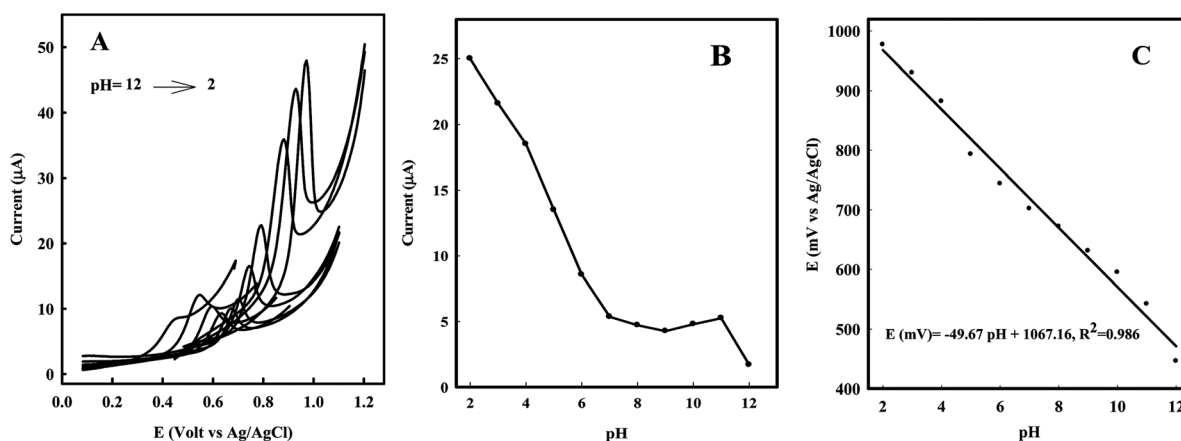 A
pH= 12 → 2
50
40
30
20
10
0
0.0 0.2 0.4 0.6 0.8 1.0 1.2
Current (μA)
E (Volt vs Ag/AgCl)
B
25
20
15
10
5
0
2 4 6 8 10 12
Current (μA)
pH
C
1000
900
800
700
600
500
400
2 4 6 8 10 12
E (mV vs Ag/AgCl)
E (mV)= -49.67 pH + 1067.16, R²=0.986
pH